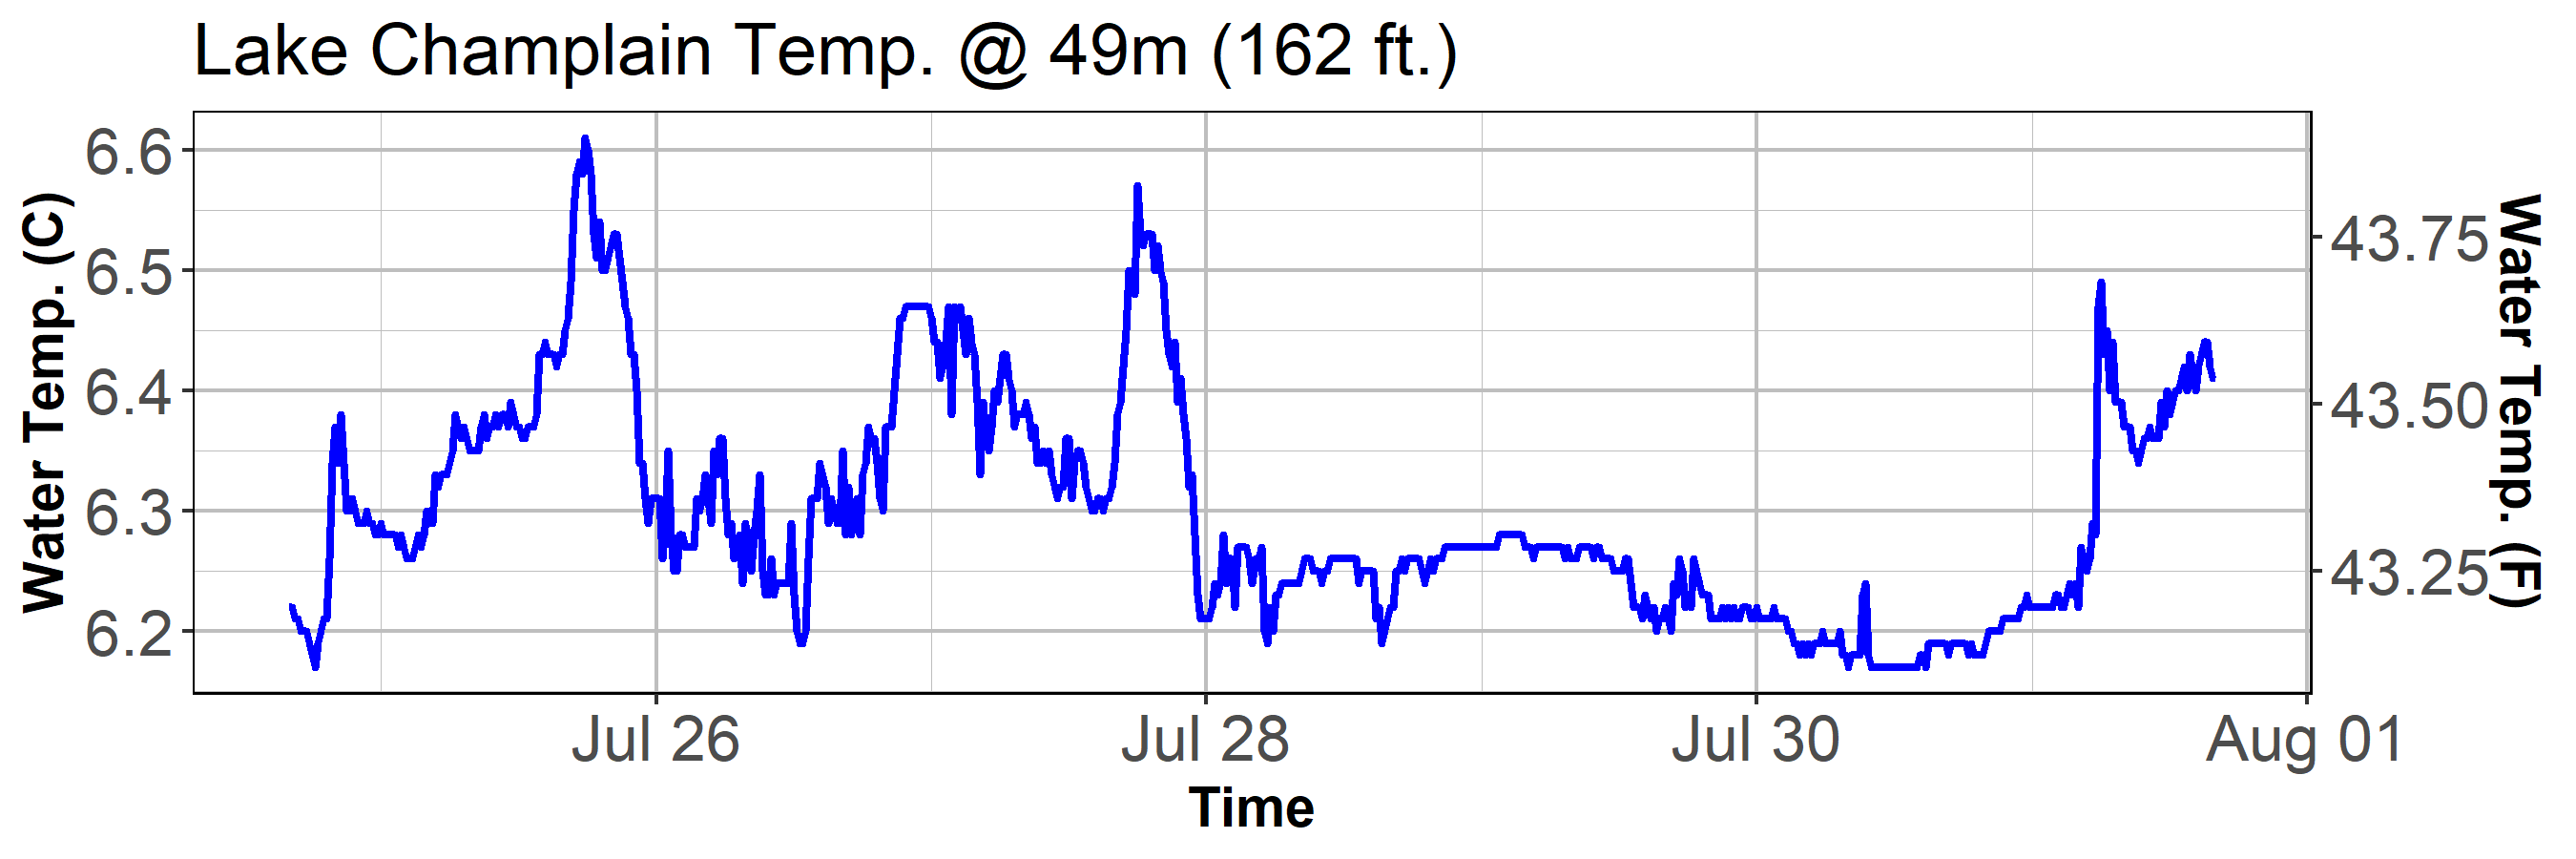 Lake Champlain Temp. @ 49m (162 ft.)
Water Temp. (C)
6.6
6.5
6.4
6.3
6.2
43.75
43.50
43.25
Water Temp. (F)
Jul 26
Jul 28
Jul 30
Aug 01
Time